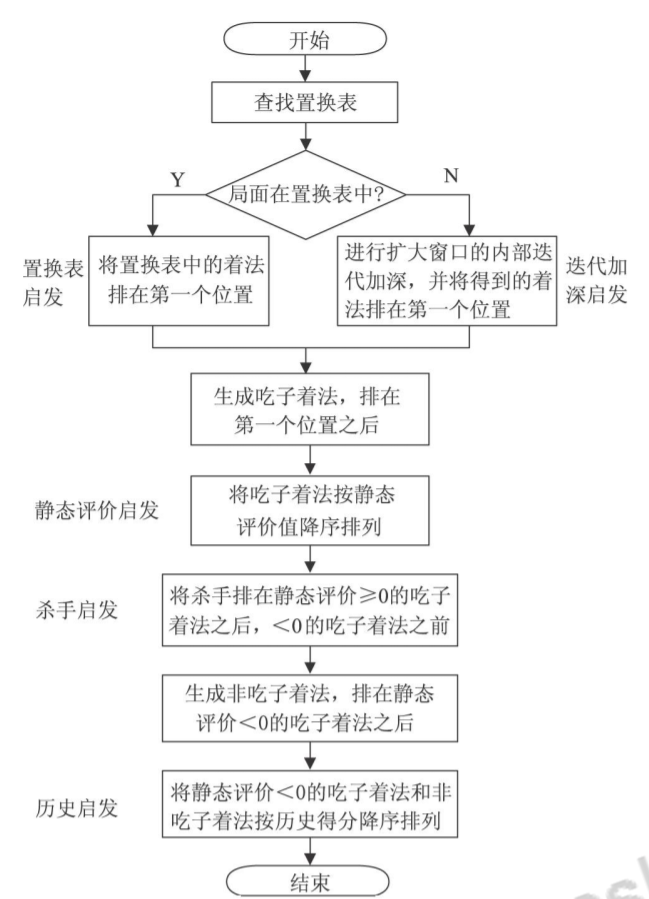 开始
查找置换表
局面在置换表中?
Y
N
置换表
启发
将置换表中的着法
排在第一个位置
进行扩大窗口的内部迭
代加深，并将得到的着
法排在第一个位置
迭代加
深启发
生成吃子着法，排在
第一个位置之后
静态评价启发
将吃子着法按静态
评价值降序排列
杀手启发
将杀手排在静态评价≥0的吃子
着法之后，<0的吃子着法之前
生成非吃子着法，排在静态
评价<0的吃子着法之后
历史启发
将静态评价<0的吃子着法和非
吃子着法按历史得分降序排列
结束